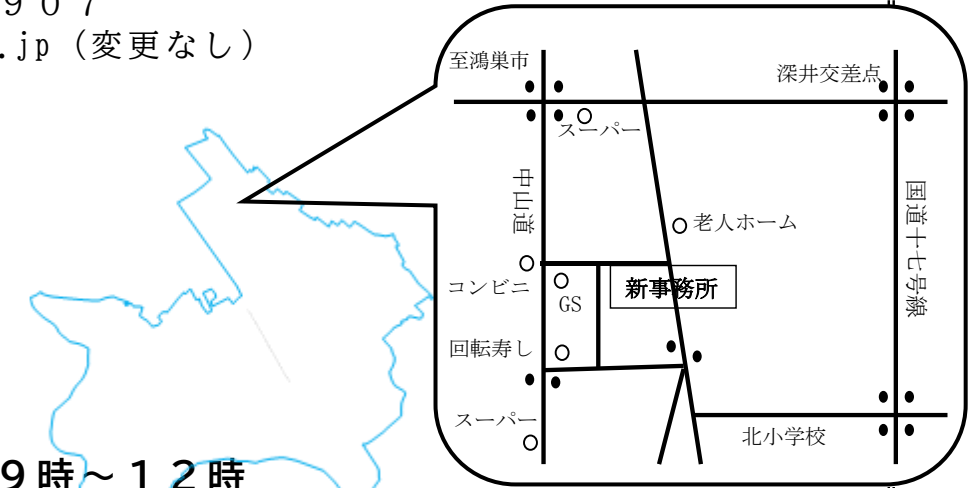 ９０７
.jp（変更なし）
至鴻巣市
深井交差点
スーパー
中山道
国道十七号線
老人ホーム
コンビニ
GS
新事務所
回転寿し
スーパー
北小学校
９時～１２時